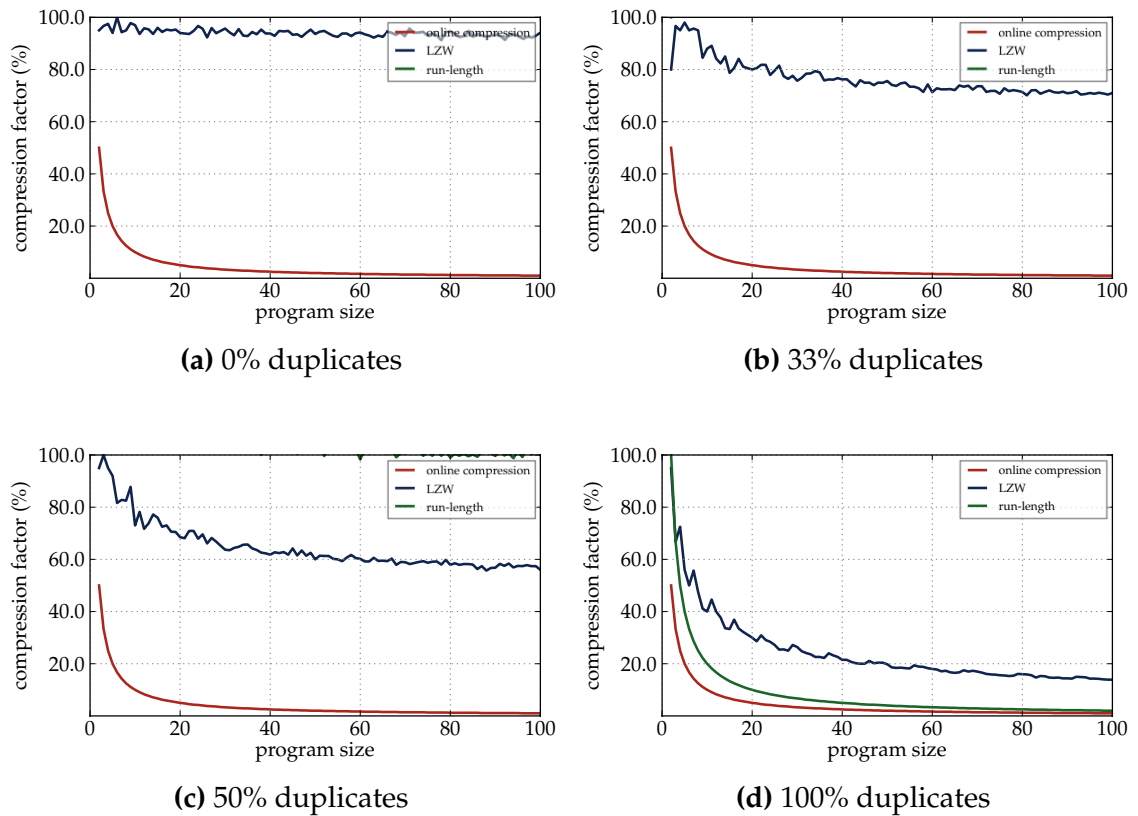 100.0
80.0
60.0
40.0
20.0
0 20 40 60 80 100
compression factor (%)
program size
online compression
LZW
run-length
(a) 0% duplicates
100.0
80.0
60.0
40.0
20.0
0 20 40 60 80 100
compression factor (%)
program size
online compression
LZW
run-length
(b) 33% duplicates
100.0
80.0
60.0
40.0
20.0
0 20 40 60 80 100
compression factor (%)
program size
online compression
LZW
run-length
(c) 50% duplicates
100.0
80.0
60.0
40.0
20.0
0 20 40 60 80 100
compression factor (%)
program size
online compression
LZW
run-length
(d) 100% duplicates